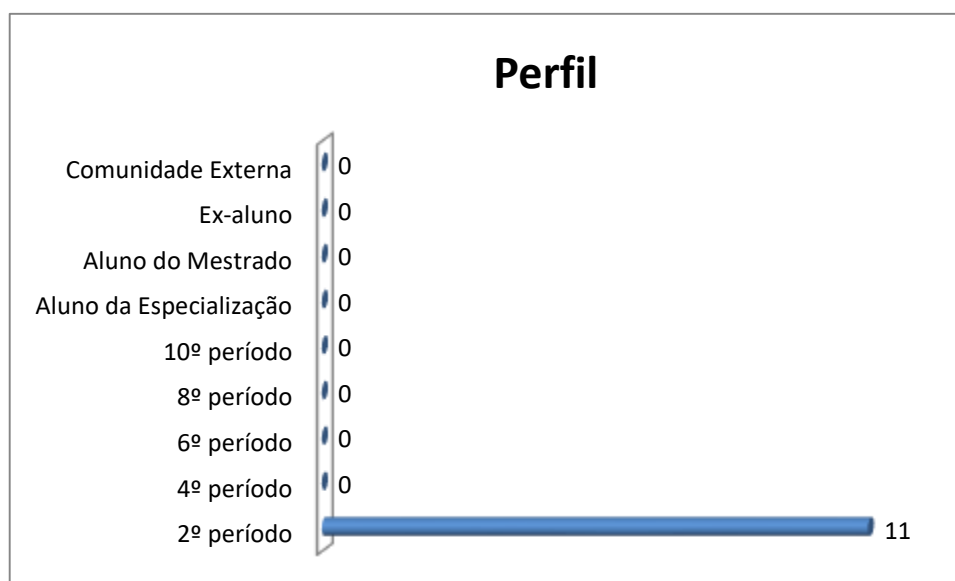 Perfil
Comunidade Externa 0
Ex-aluno 0
Aluno do Mestrado 0
Aluno da Especialização 0
10º período 0
8º período 0
6º período 0
4º período 0
2º período 11